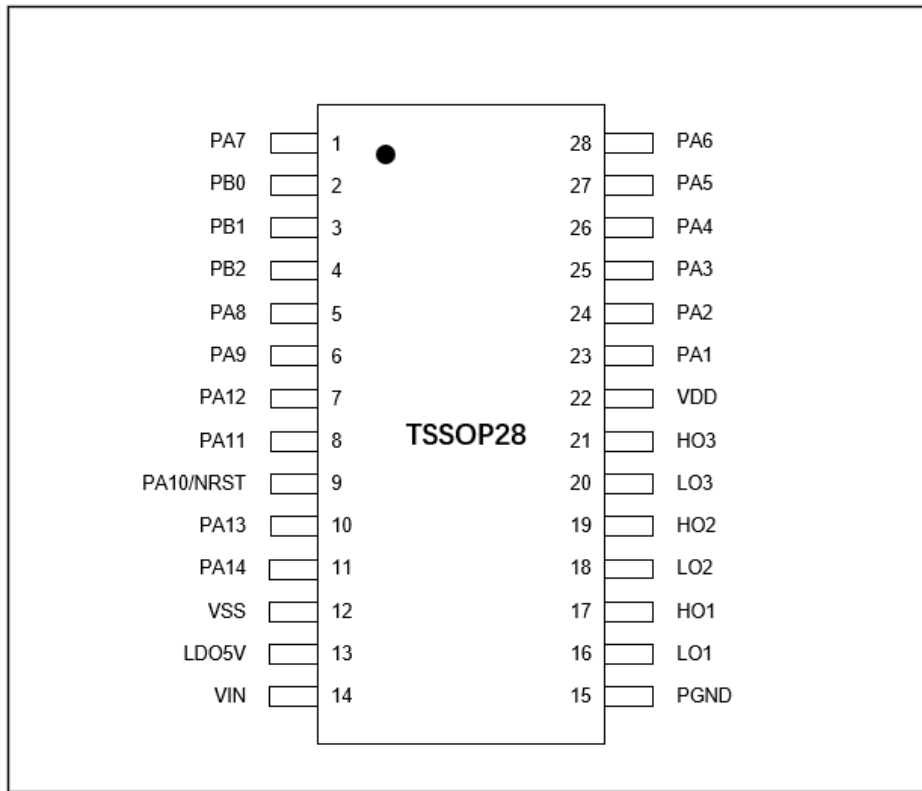 PA7 1 28 PA6
PB0 2 27 PA5
PB1 3 26 PA4
PB2 4 25 PA3
PA8 5 24 PA2
PA9 6 23 PA1
PA12 7 22 VDD
PA11 8 TSSOP28 21 HO3
PA10/NRST 9 20 LO3
PA13 10 19 HO2
PA14 11 18 LO2
VSS 12 17 HO1
LDO5V 13 16 LO1
VIN 14 15 PGND